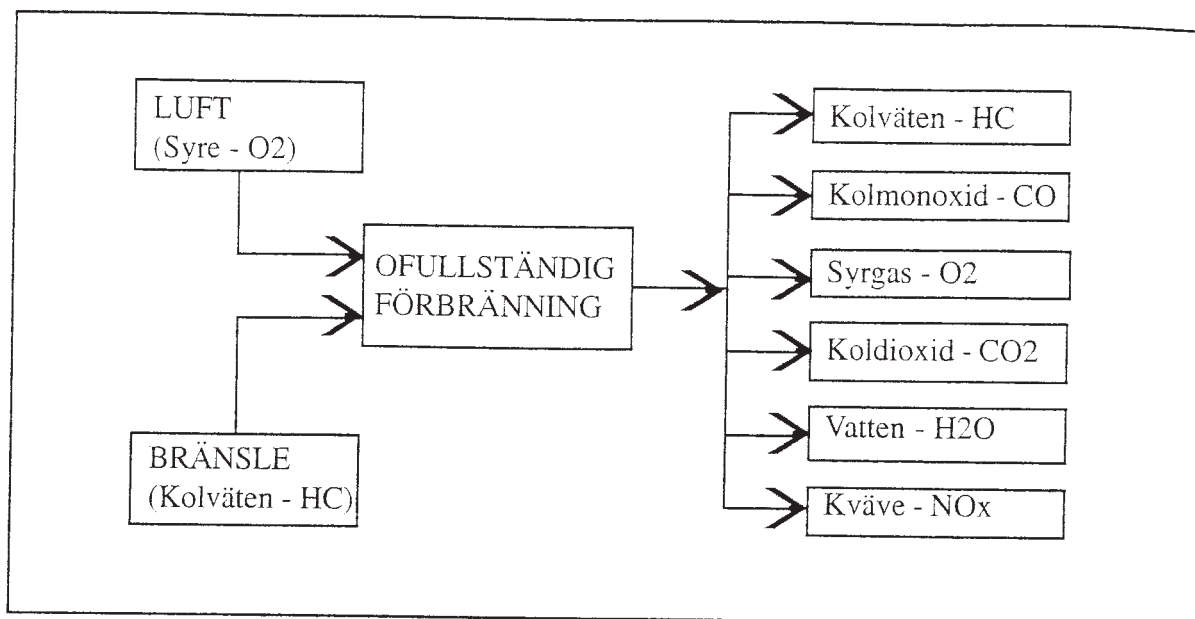 LUFT
(Syre - O2)
BRÄNSLE
(Kolväten - HC)
OFULLSTÄNDIG
FÖRBRÄNNING
Kolväten - HC
Kolmonoxid - CO
Syrgas - O2
Koldioxid - CO2
Vatten - H2O
Kväve - NOx